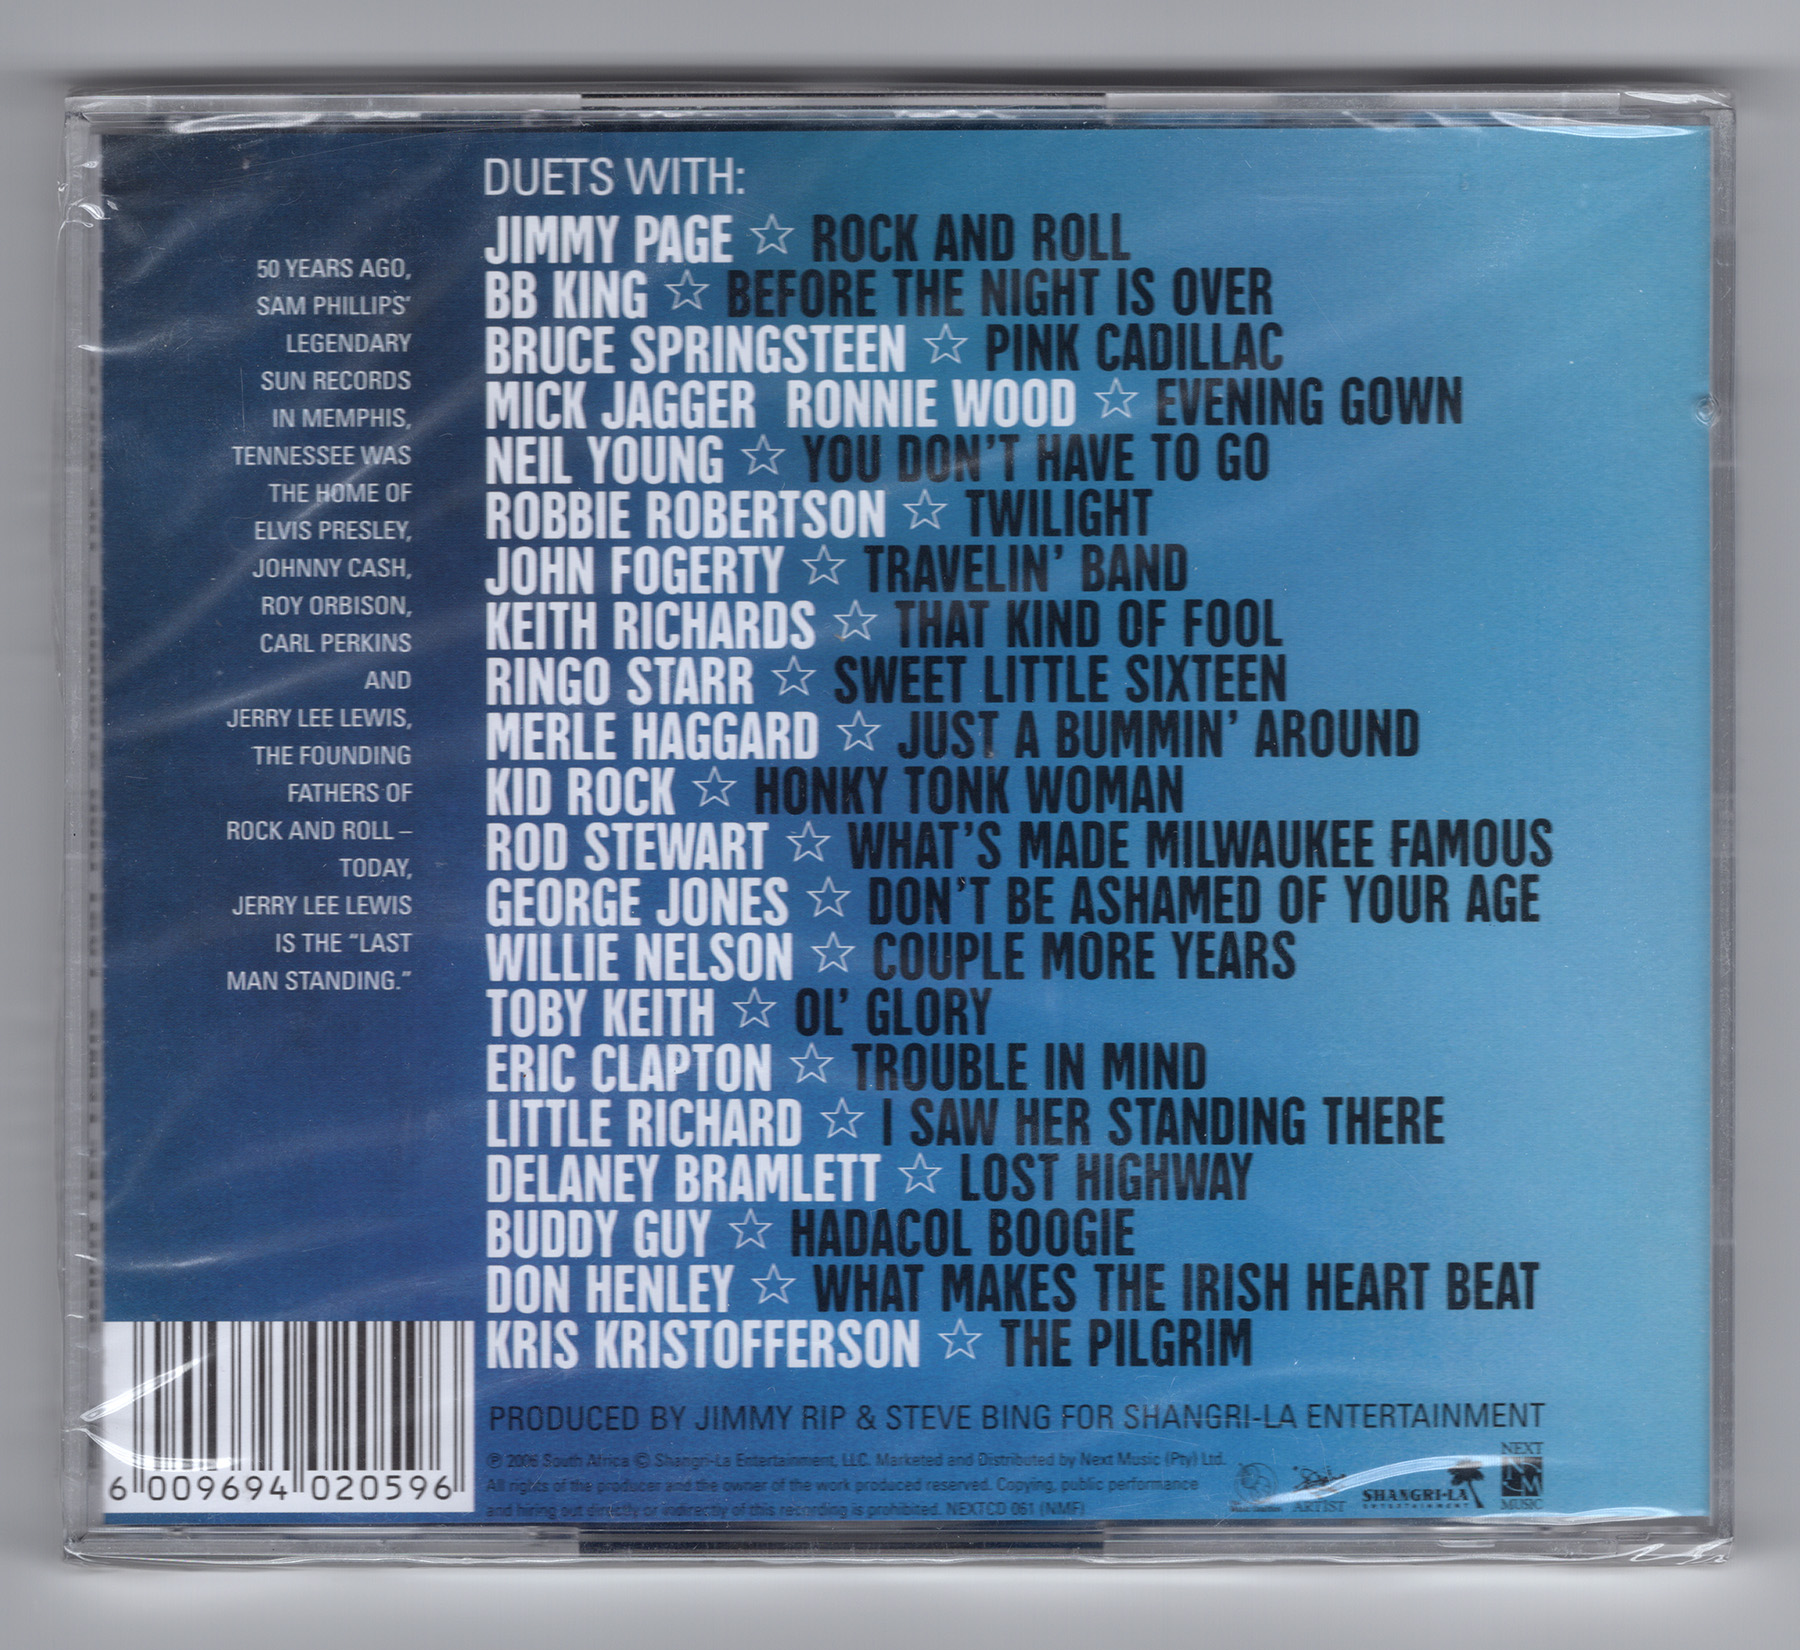 50 YEARS AGO,
SAM PHILLIPS'
LEGENDARY
SUN RECORDS
IN MEMPHIS,
TENNESSEE WAS
THE HOME OF
ELVIS PRESLEY,
JOHNNY CASH,
ROY ORBISON,
CARL PERKINS
AND
JERRY LEE LEWIS,
THE FOUNDING
FATHERS OF
ROCK AND ROLL –
TODAY,
JERRY LEE LEWIS
IS THE “LAST
MAN STANDING.”
DUETS WITH:
JIMMY PAGE ☆ ROCK AND ROLL
BB KING ☆ BEFORE THE NIGHT IS OVER
BRUCE SPRINGSTEEN ☆ PINK CADILLAC
MICK JAGGER RONNIE WOOD ☆ EVENING GOWN
NEIL YOUNG ☆ YOU DON'T HAVE TO GO
ROBBIE ROBERTSON ☆ TWILIGHT
JOHN FOGERTY ☆ TRAVELIN' BAND
KEITH RICHARDS ☆ THAT KIND OF FOOL
RINGO STARR ☆ SWEET LITTLE SIXTEEN
MERLE HAGGARD ☆ JUST A BUMMIN' AROUND
KID ROCK ☆ HONKY TONK WOMAN
ROD STEWART ☆ WHAT'S MADE MILWAUKEE FAMOUS
GEORGE JONES ☆ DON'T BE ASHAMED OF YOUR AGE
WILLIE NELSON ☆ COUPLE MORE YEARS
TOBY KEITH ☆ OL' GLORY
ERIC CLAPTON ☆ TROUBLE IN MIND
LITTLE RICHARD ☆ I SAW HER STANDING THERE
DELANEY BRAMLETT ☆ LOST HIGHWAY
BUDDY GUY ☆ HADACOL BOOGIE
DON HENLEY ☆ WHAT MAKES THE IRISH HEART BEAT
KRIS KRISTOFFERSON ☆ THE PILGRIM
PRODUCED BY JIMMY RIP & STEVE BING FOR SHANGRI-LA ENTERTAINMENT
℗ 2006 South Africa © Shangri-La Entertainment, LLC. Marketed and Distributed by Next Music (Pty) Ltd.
All rights of the producer and the owner of the work produced reserved. Copying, public performance
and hiring out directly or indirectly of this recording is prohibited. NEXTCD 061 (NMF)
6 009694 020596
ARTIST
SHANGRI-LA
ENTERTAINMENT
NEXT
NM
MUSIC